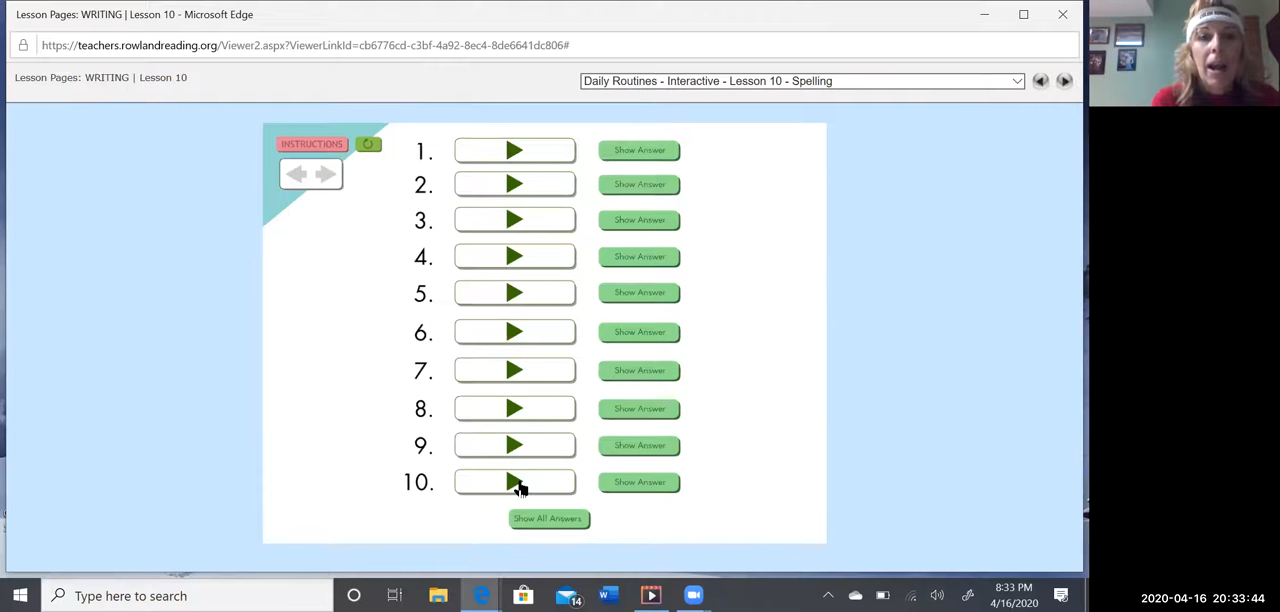 Lesson Pages: WRITING | Lesson 10 - Microsoft Edge
https://teachers.rowlandreading.org/Viewer2.aspx?ViewerLinkId=cb6776cd-c3bf-4a92-8ec4-8de6641dc806#
Lesson Pages: WRITING | Lesson 10
Daily Routines - Interactive - Lesson 10 - Spelling
INSTRUCTIONS
1. Show Answer
2. Show Answer
3. Show Answer
4. Show Answer
5. Show Answer
6. Show Answer
7. Show Answer
8. Show Answer
9. Show Answer
10. Show Answer
Show All Answers
Type here to search
14
8:33 PM
4/16/2020
2020-04-16 20:33:44